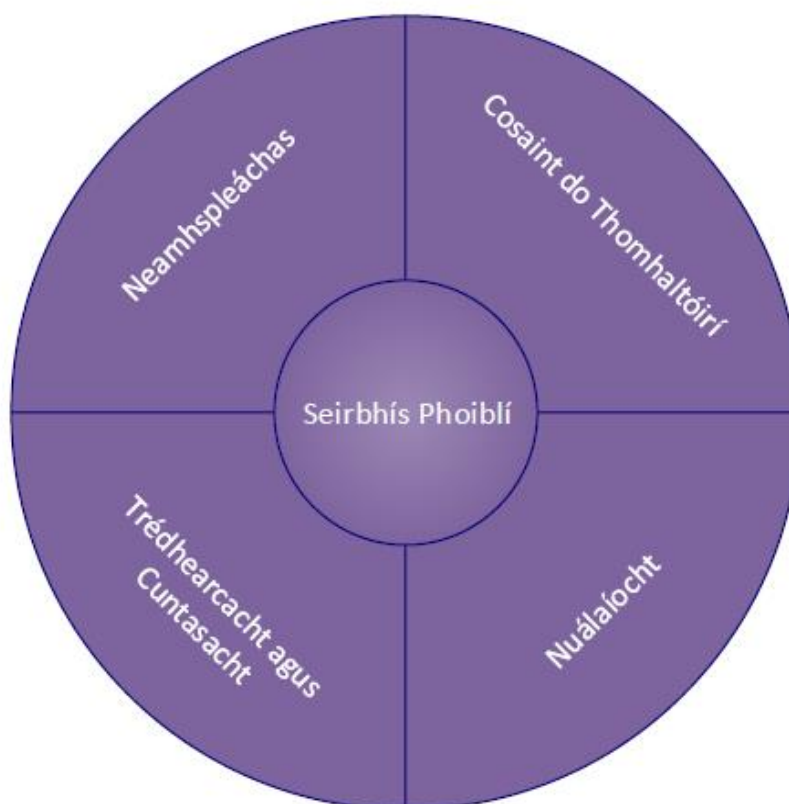 Neamhspleáchas
Cosaint do Thomhaltóirí
Seirbhís Phoiblí
Trédhearcacht agus
Cuntasacht
Nuálaíocht